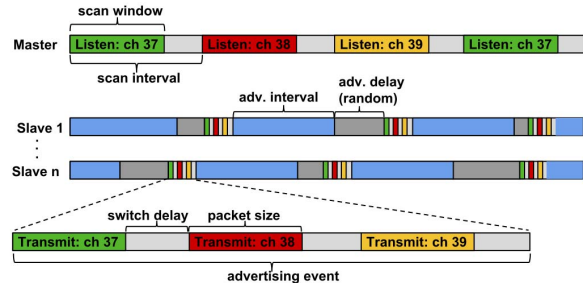 scan window
Master
Listen: ch 37
Listen: ch 38
Listen: ch 39
Listen: ch 37
scan interval
adv. interval
adv. delay
(random)
Slave 1
Slave n
switch delay
packet size
Transmit: ch 37
Transmit: ch 38
Transmit: ch 39
advertising event